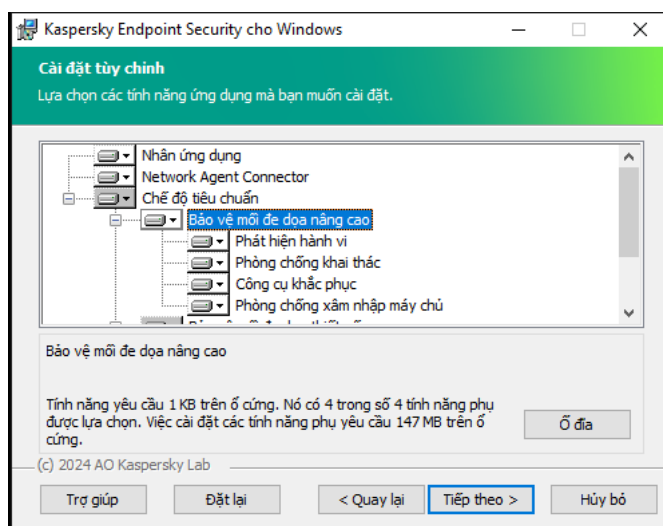 Kaspersky Endpoint Security cho Windows
Cài đặt tùy chỉnh
Lựa chọn các tính năng ứng dụng mà bạn muốn cài đặt.
Nhân ứng dụng
Network Agent Connector
Chế độ tiêu chuẩn
Bảo vệ mối đe dọa nâng cao
Phát hiện hành vi
Phòng chống khai thác
Công cụ khắc phục
Phòng chống xâm nhập máy chủ
Bảo vệ mối đe dọa nâng cao
Tính năng yêu cầu 1 KB trên ổ cứng. Nó có 4 trong số 4 tính năng phụ
được lựa chọn. Việc cài đặt các tính năng phụ yêu cầu 147 MB trên ổ
cứng.
Ổ đĩa
(c) 2024 AO Kaspersky Lab
Trợ giúp
Đặt lại
< Quay lại
Tiếp theo >
Hủy bỏ